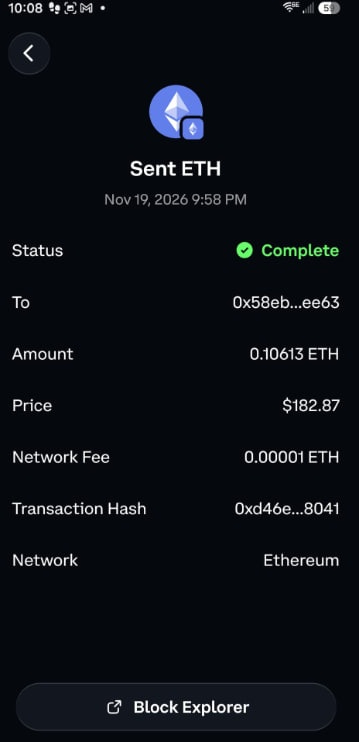 10:08
59
Sent ETH
Nov 19, 2026 9:58 PM
Status Complete
To 0x58eb...ee63
Amount 0.10613 ETH
Price $182.87
Network Fee 0.00001 ETH
Transaction Hash 0xd46e...8041
Network Ethereum
Block Explorer